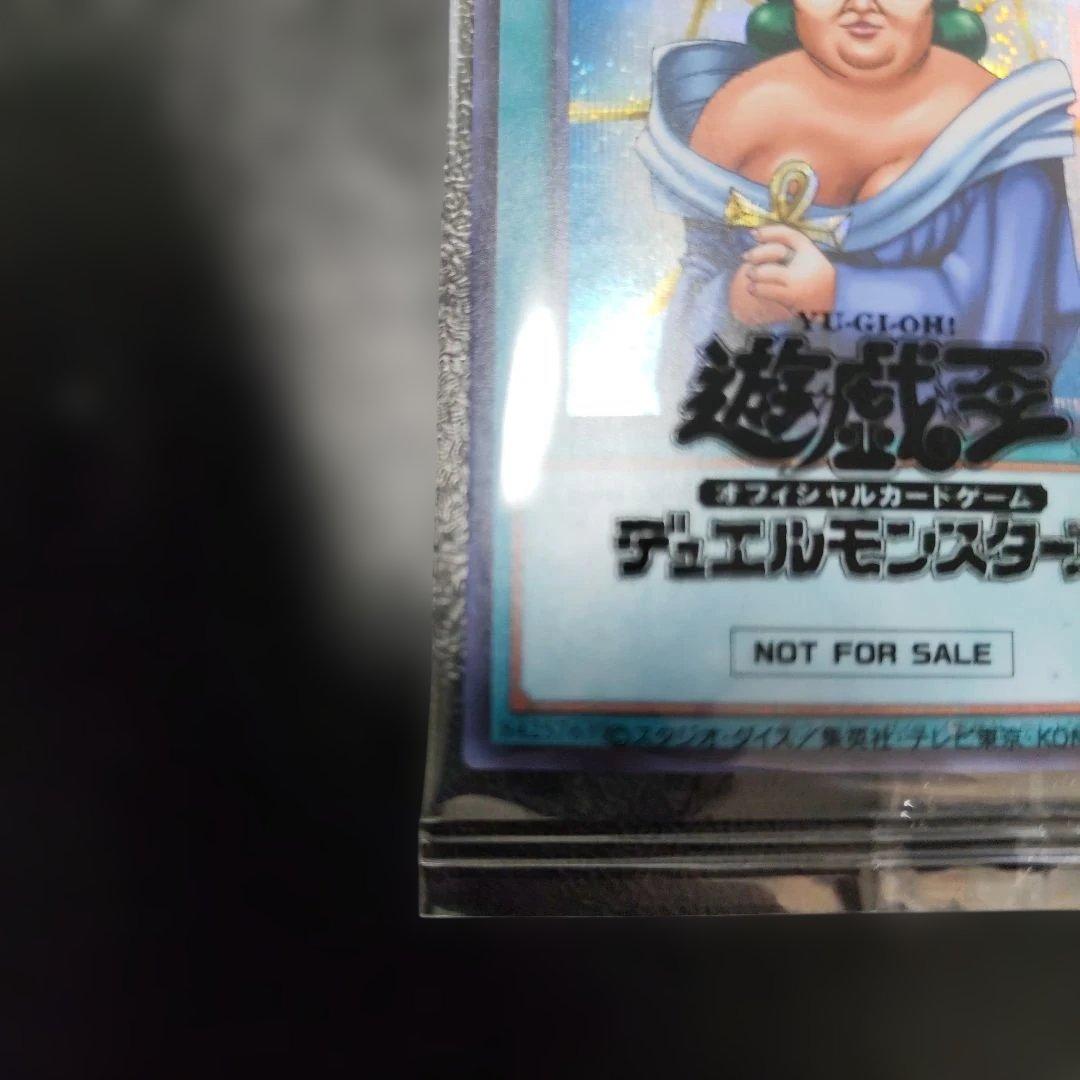 YU-GI-OH!
遊戯王
オフィシャルカードゲーム
デュエルモンスター
NOT FOR SALE
©スタジオ・ダイス／集英社・テレビ東京・KON